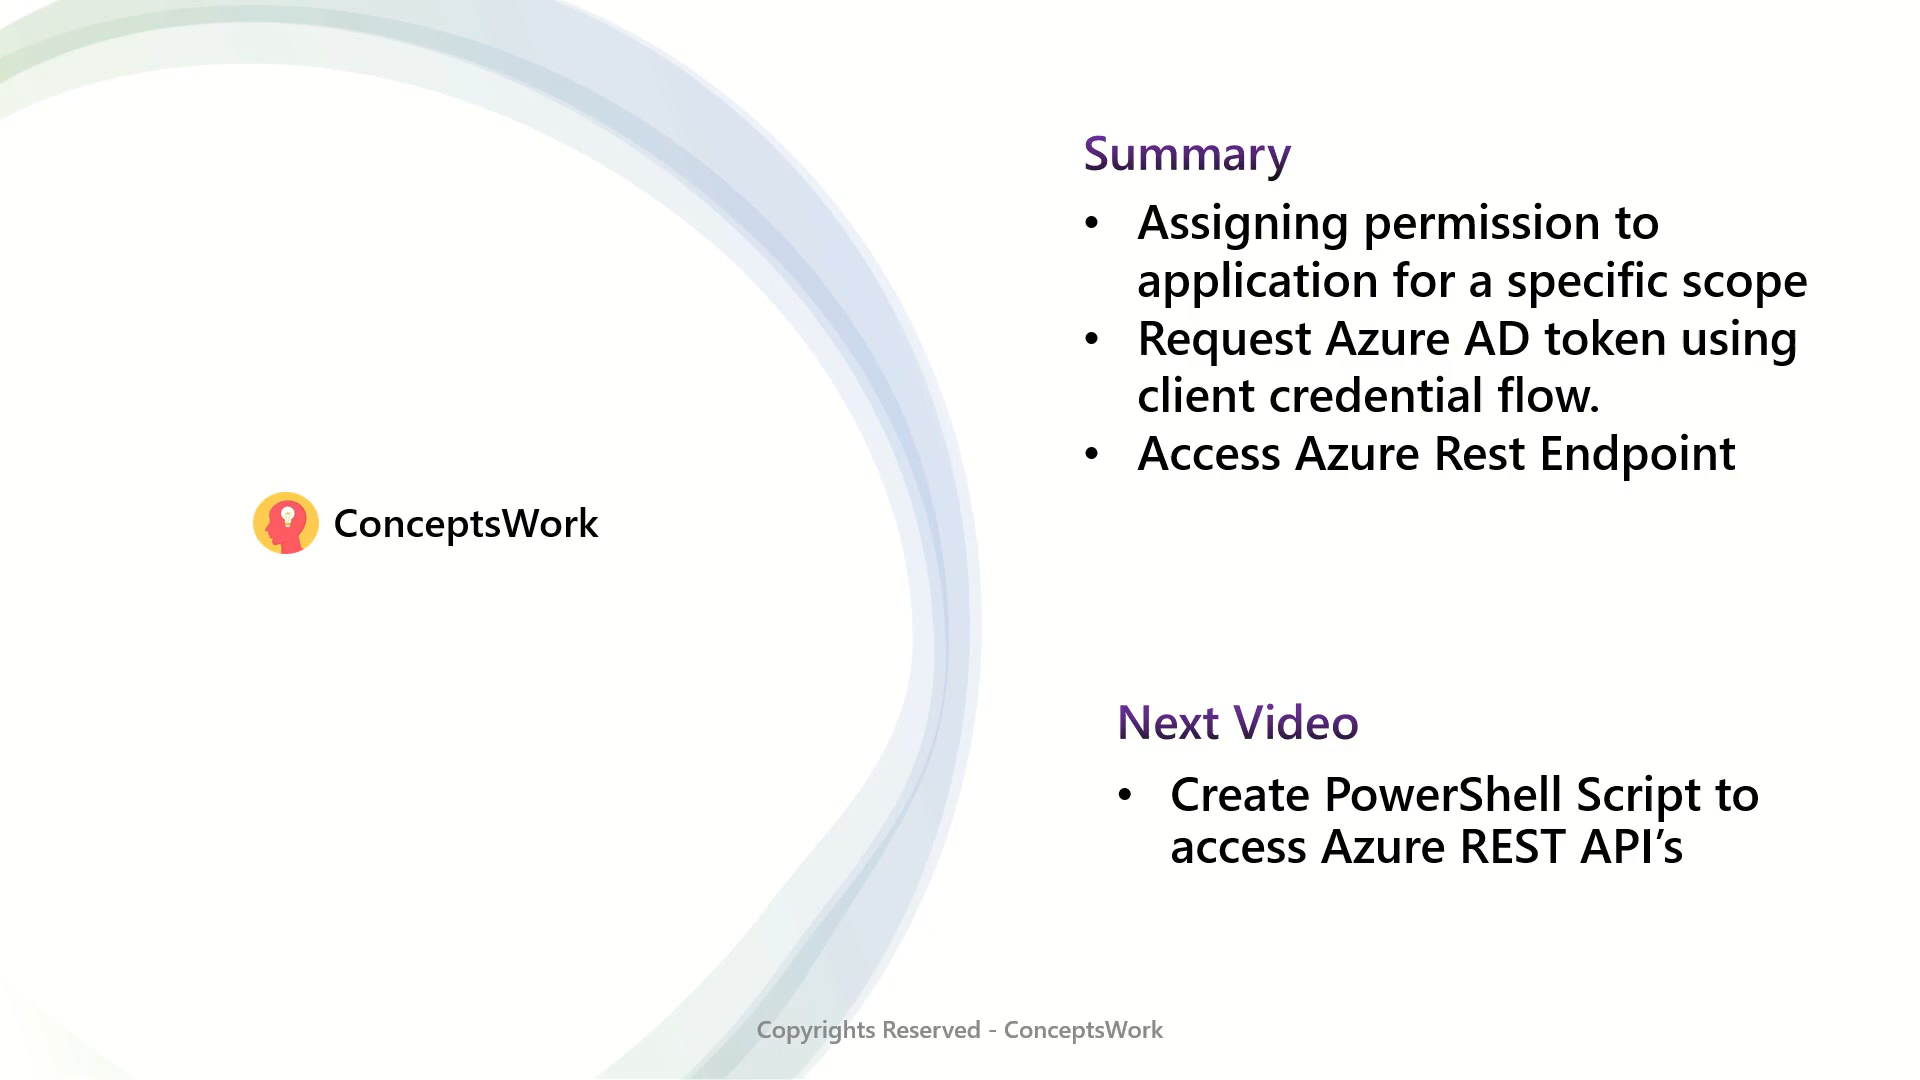 Summary
• Assigning permission to
application for a specific scope
• Request Azure AD token using
client credential flow.
• Access Azure Rest Endpoint
ConceptsWork
Next Video
• Create PowerShell Script to
access Azure REST API’s
Copyrights Reserved - ConceptsWork